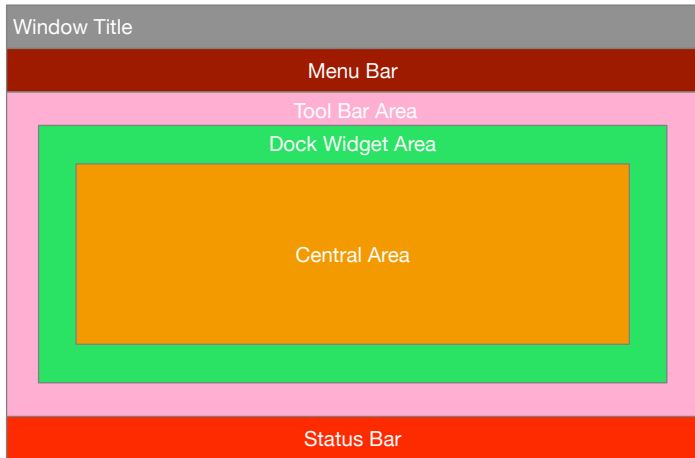 Window Title
Menu Bar
Tool Bar Area
Dock Widget Area
Central Area
Status Bar